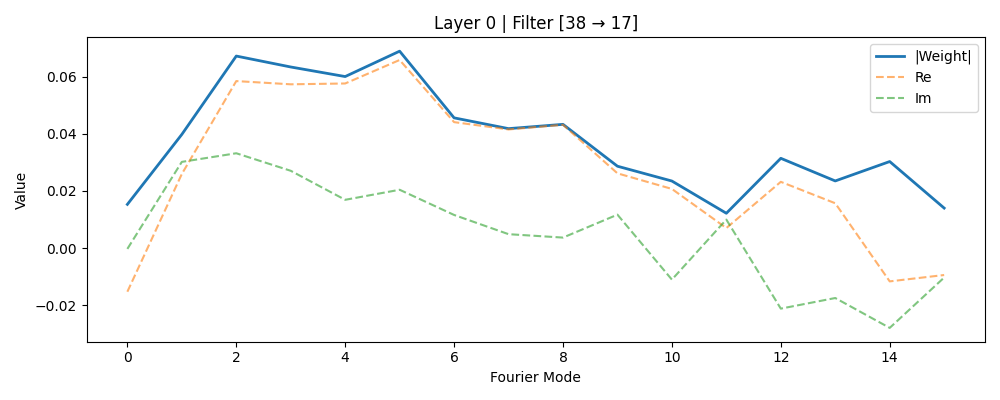 Layer 0 | Filter [38 → 17]
|Weight|
Re
Im
Value
0.06
0.04
0.02
0.00
−0.02
0 2 4 6 8 10 12 14
Fourier Mode